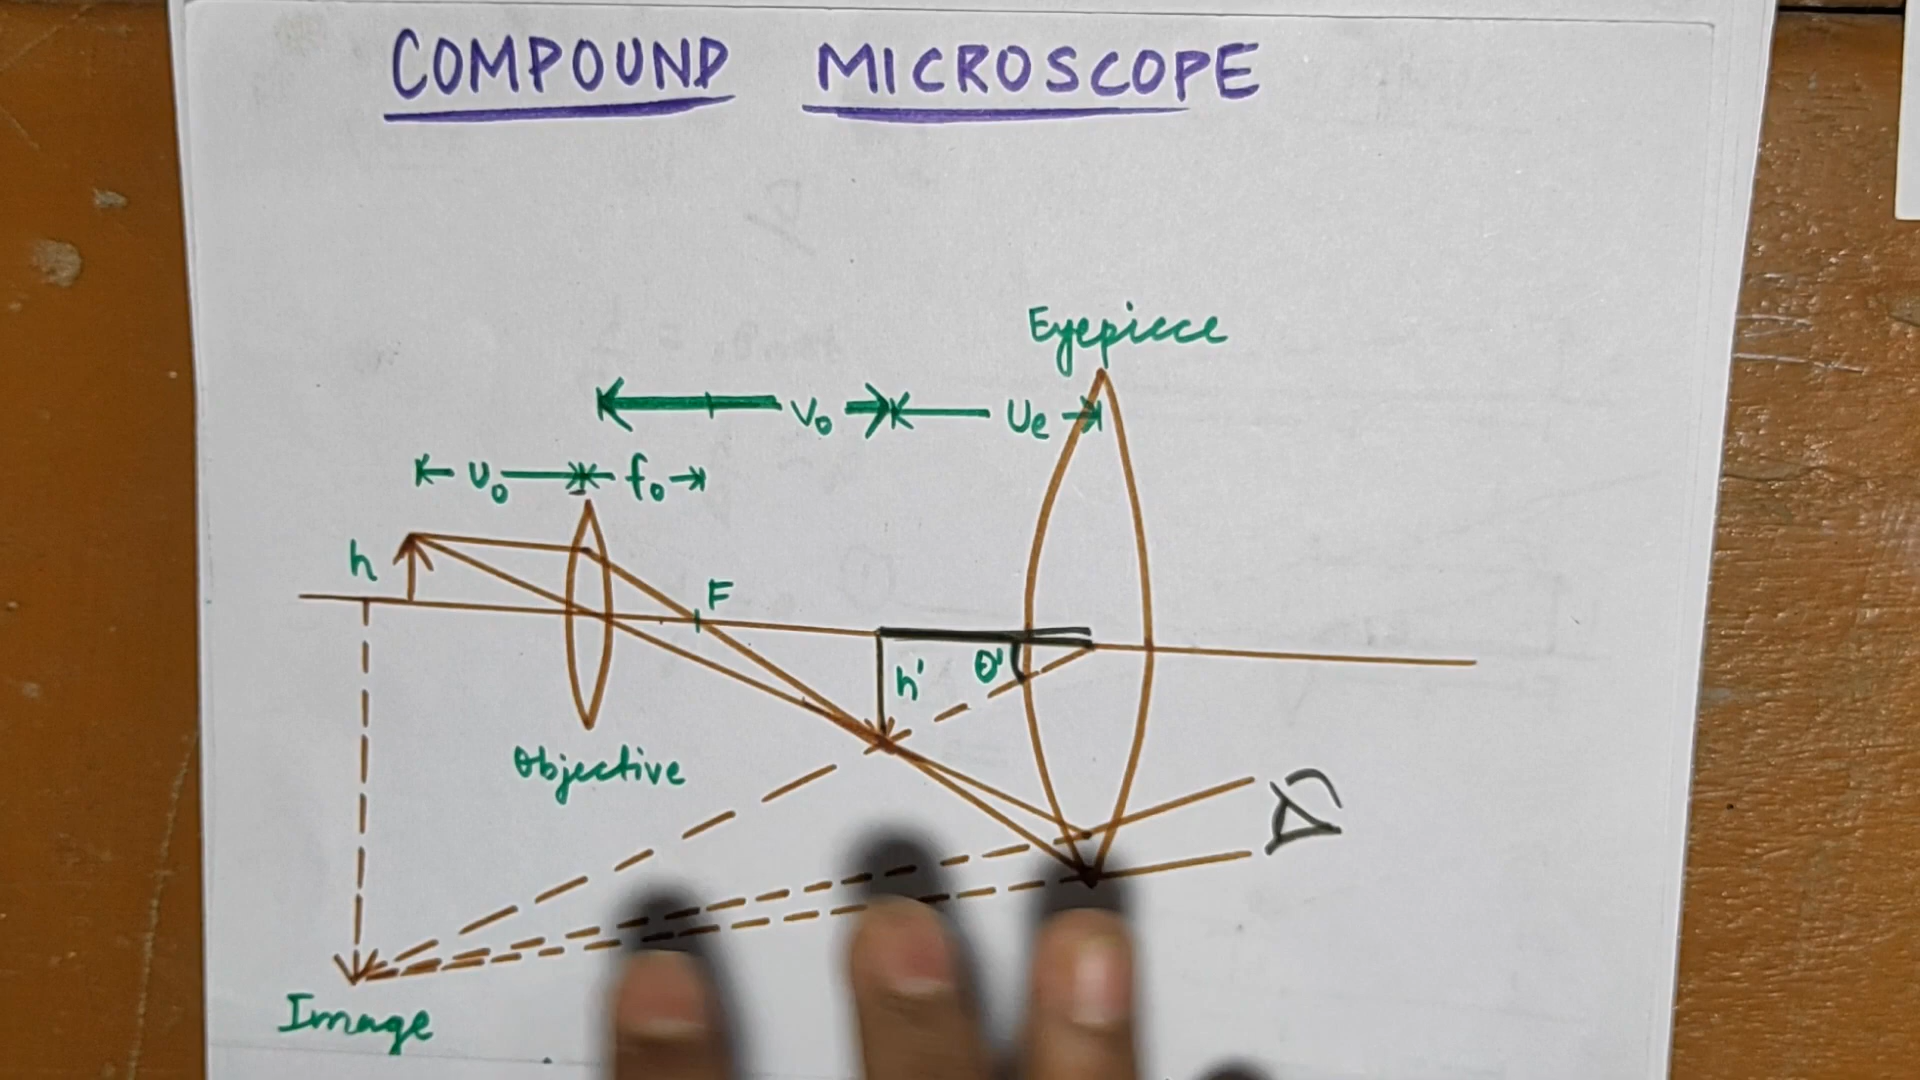 COMPOUND MICROSCOPE
Eyepiece
v₀ uₑ
u₀ f₀
h
F
h' θ'
Objective
Image